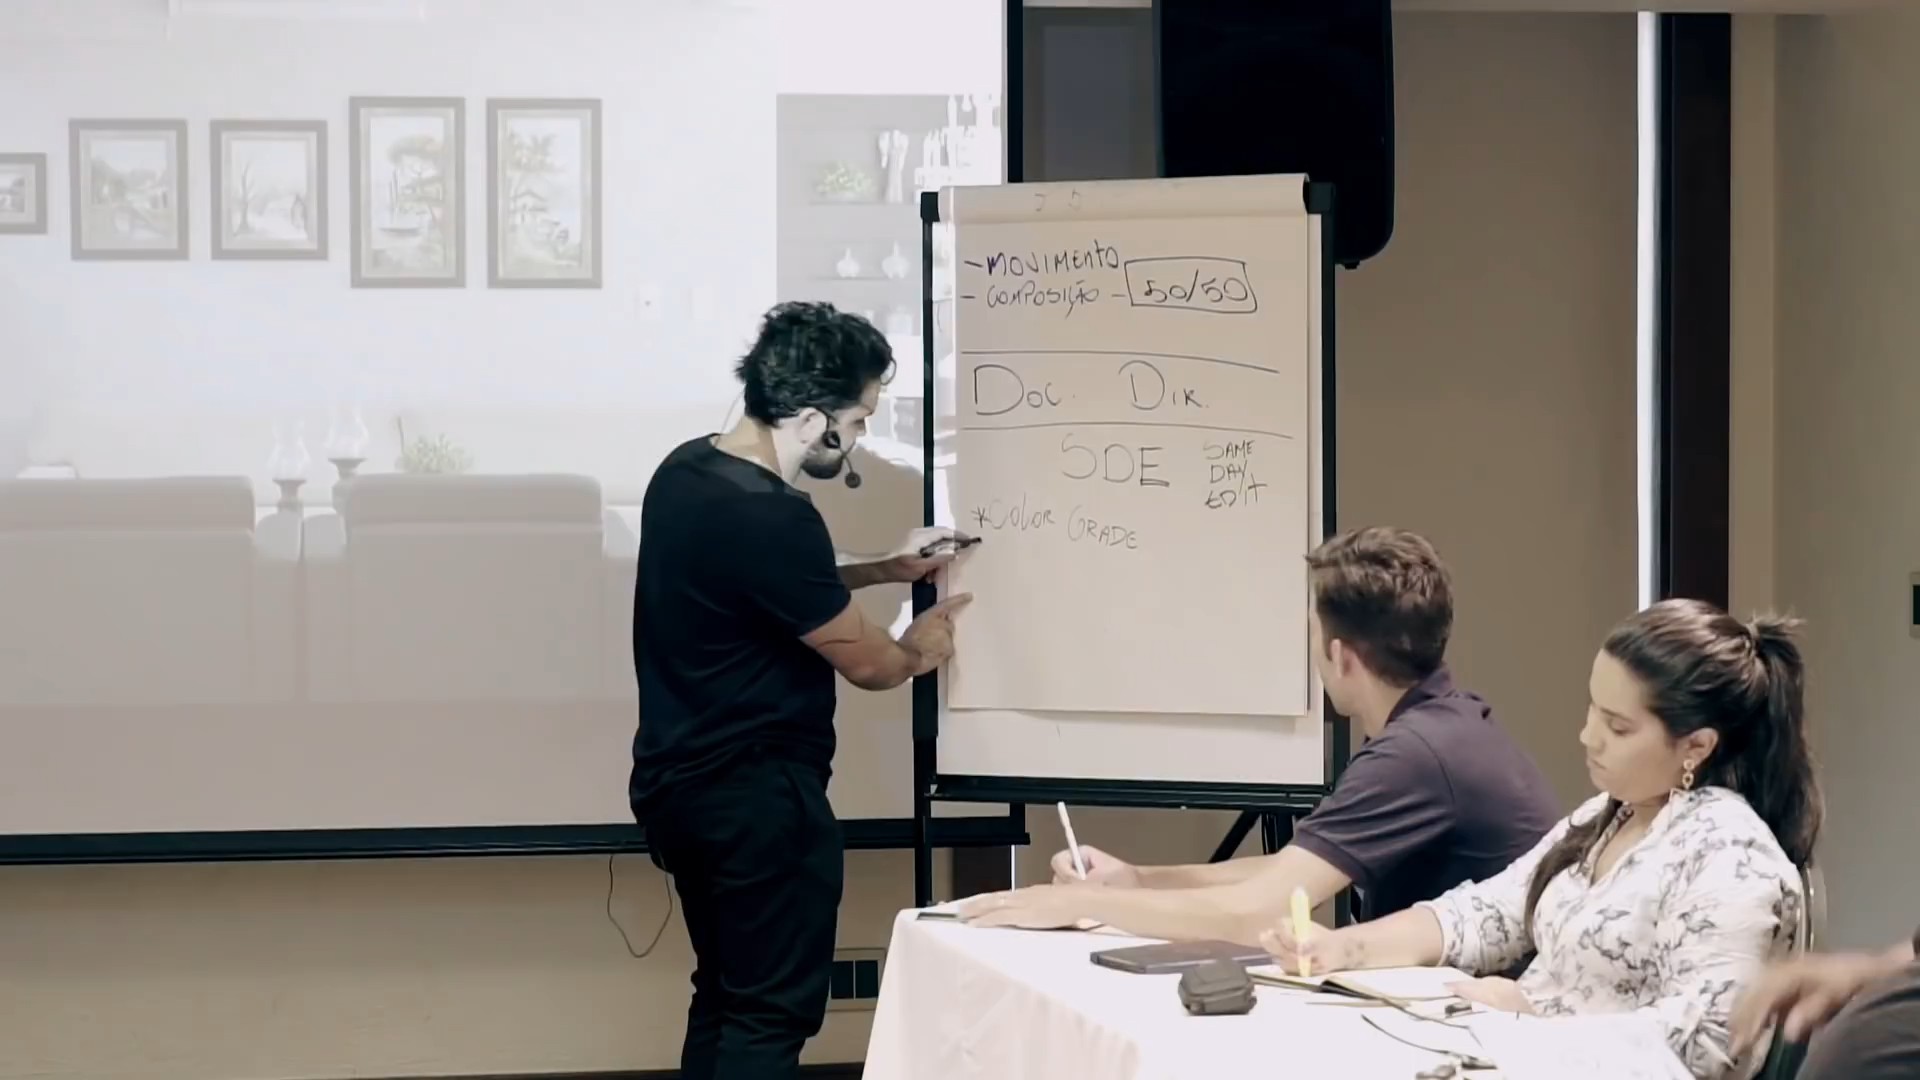 - MOVIMENTO
- COMPOSIÇÃO - 50/50
DOC. DIR.
SDE SAME
DAY
EDIT
*COLOR GRADE